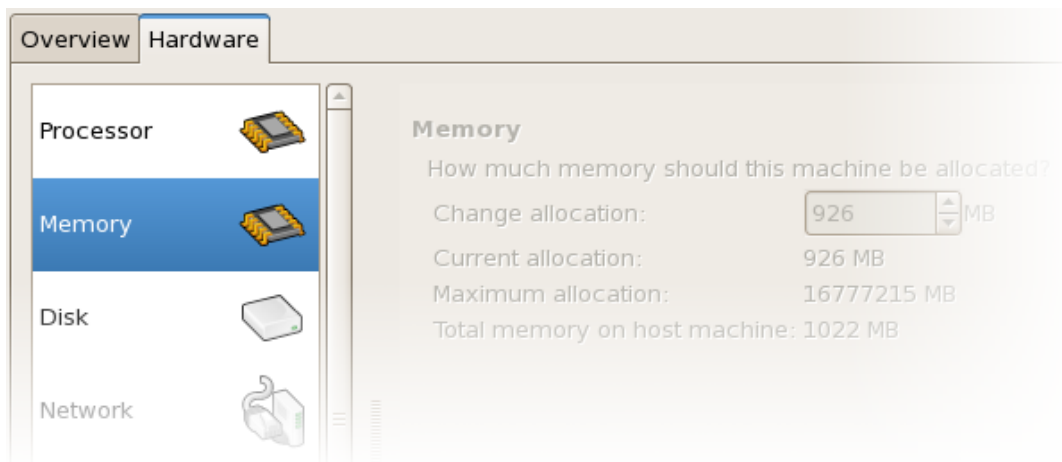 Overview Hardware
Processor
Memory
Disk
Network
Memory
How much memory should this machine be allocated?
Change allocation: 926 MB
Current allocation: 926 MB
Maximum allocation: 16777215 MB
Total memory on host machine: 1022 MB